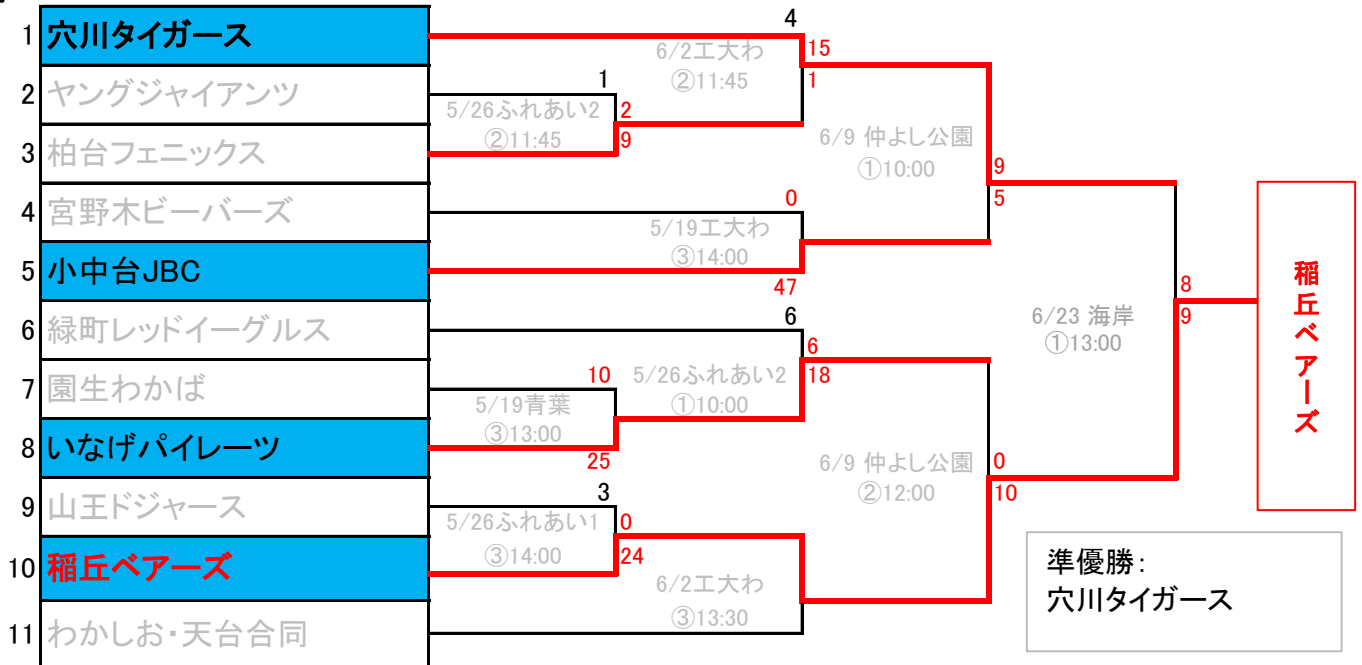 1 穴川タイガース
2 ヤングジャイアンツ
3 柏台フェニックス
4 宮野木ビーバーズ
5 小中台JBC
6 緑町レッドイーグルス
7 園生わかば
8 いなげパイレーツ
9 山王ドジャース
10 稲丘ベアーズ
11 わかしお・天台合同
1
5/26ふれあい2
②11:45
2
9
10
5/19青葉
③13:00
25
3
5/26ふれあい1
③14:00
0
24
4
6/2工大わ
②11:45
15
1
0
5/19工大わ
③14:00
47
6
5/26ふれあい2
①10:00
6
18
6/2工大わ
③13:30
6/9 仲よし公園
①10:00
9
5
6/9 仲よし公園
②12:00
0
10
6/23 海岸
①13:00
8
9
稲丘ベアーズ
準優勝:
穴川タイガース